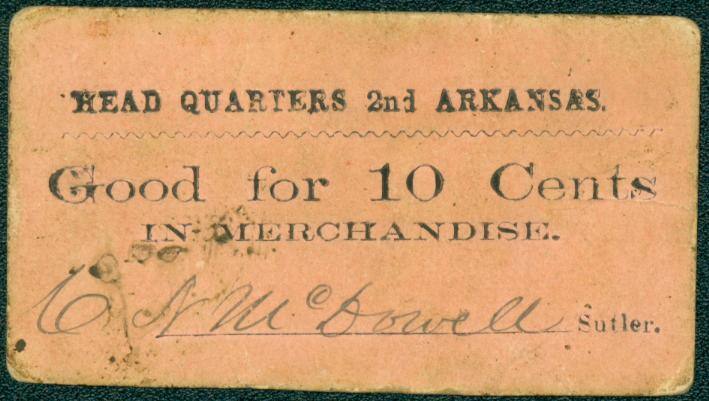 HEAD QUARTERS 2nd ARKANSAS.
Good for 10 Cents
IN MERCHANDISE.
C N McDowell Sutler.